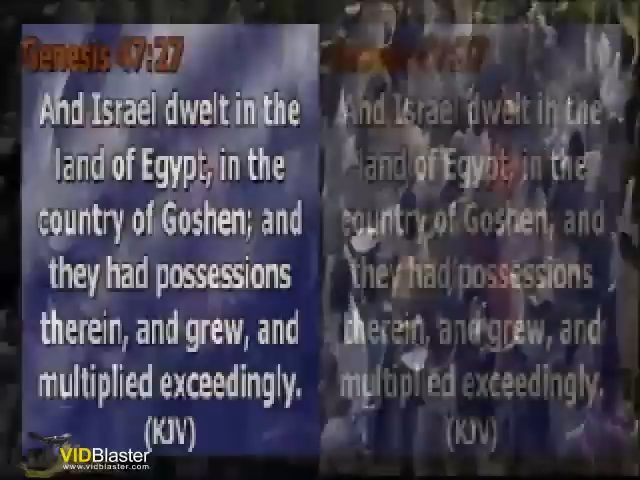 Genesis 47:27
And Israel dwelt in the
land of Egypt, in the
country of Goshen; and
they had possessions
therein, and grew, and
multiplied exceedingly.
(KJV)
And Israel dwelt in the
land of Egypt, in the
country of Goshen, and
they had possessions
therein, and grew, and
multiplied exceedingly.
(KJV)
VIDBlaster
www.vidblaster.com